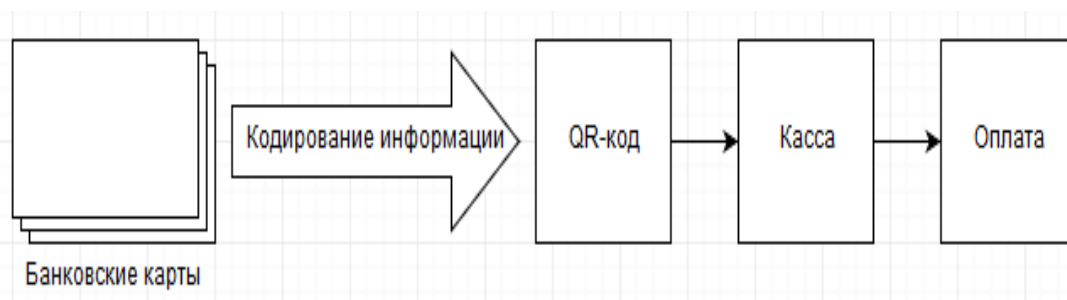 Кодирование информации
QR-код
Касса
Оплата
Банковские карты